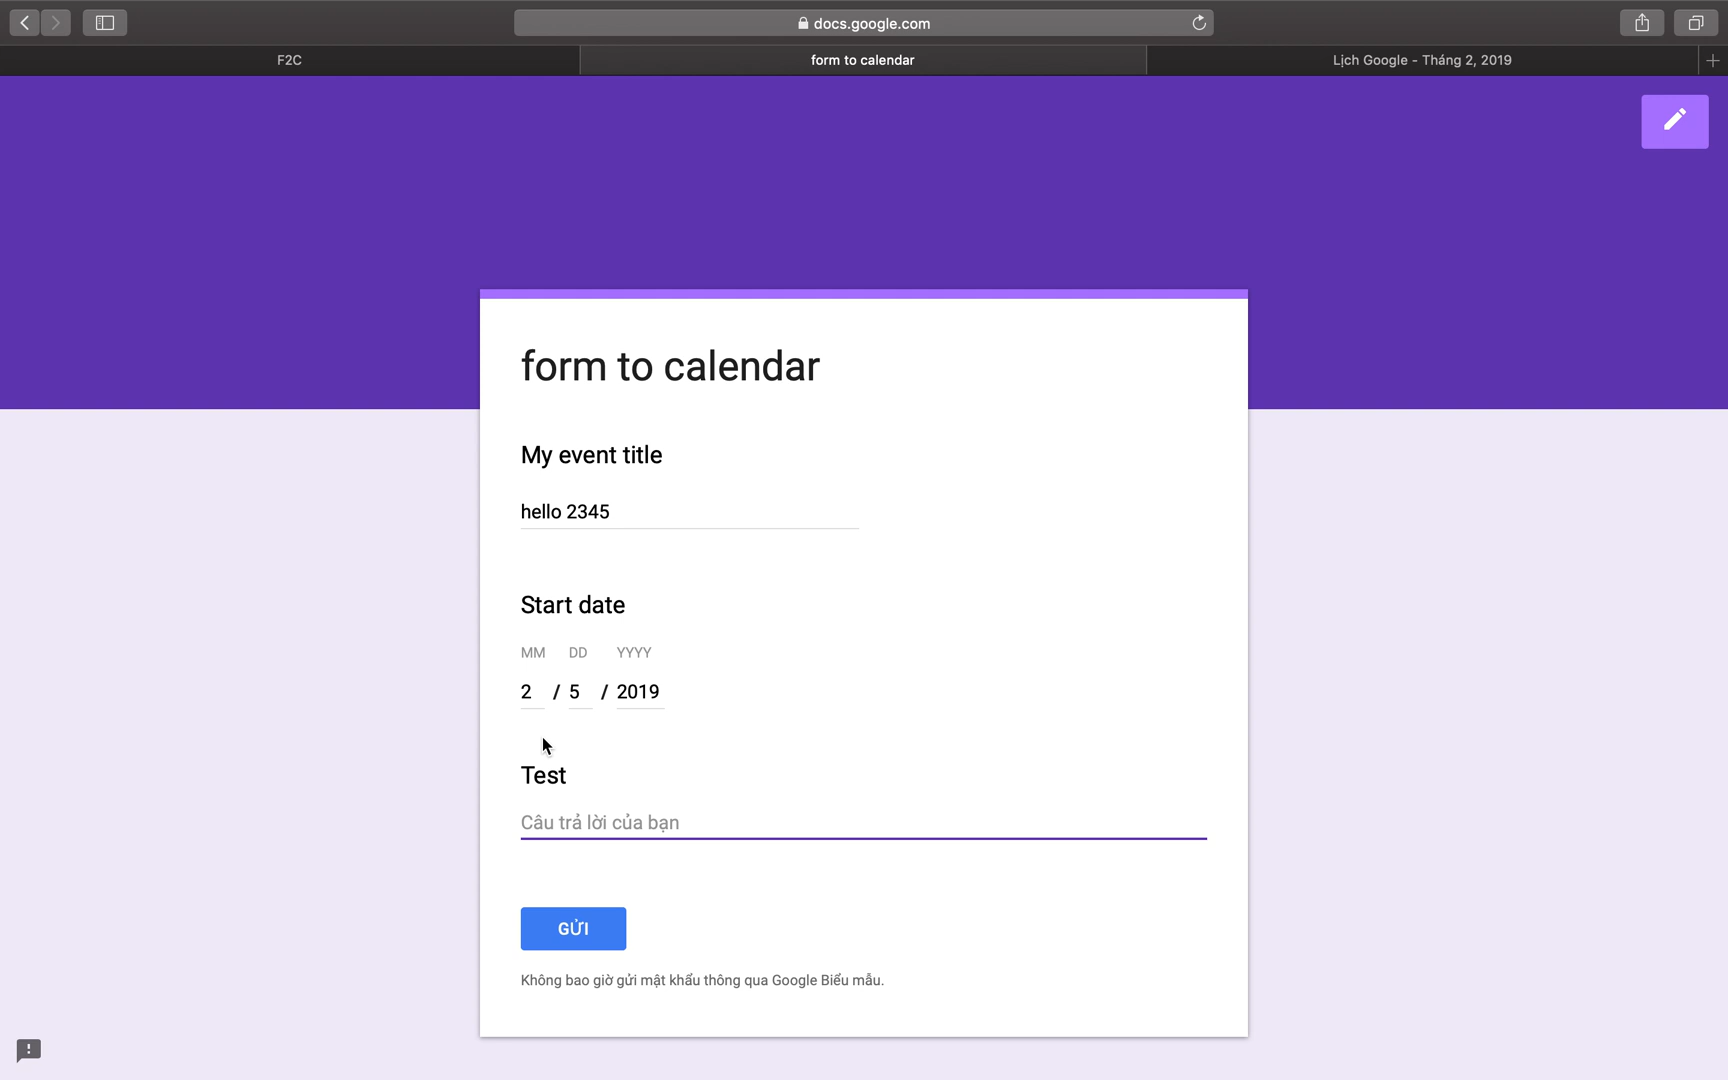 docs.google.com
F2C
form to calendar
Lịch Google - Tháng 2, 2019
form to calendar
My event title
hello 2345
Start date
MM DD YYYY
2 / 5 / 2019
Test
Câu trả lời của bạn
GỬI
Không bao giờ gửi mật khẩu thông qua Google Biểu mẫu.